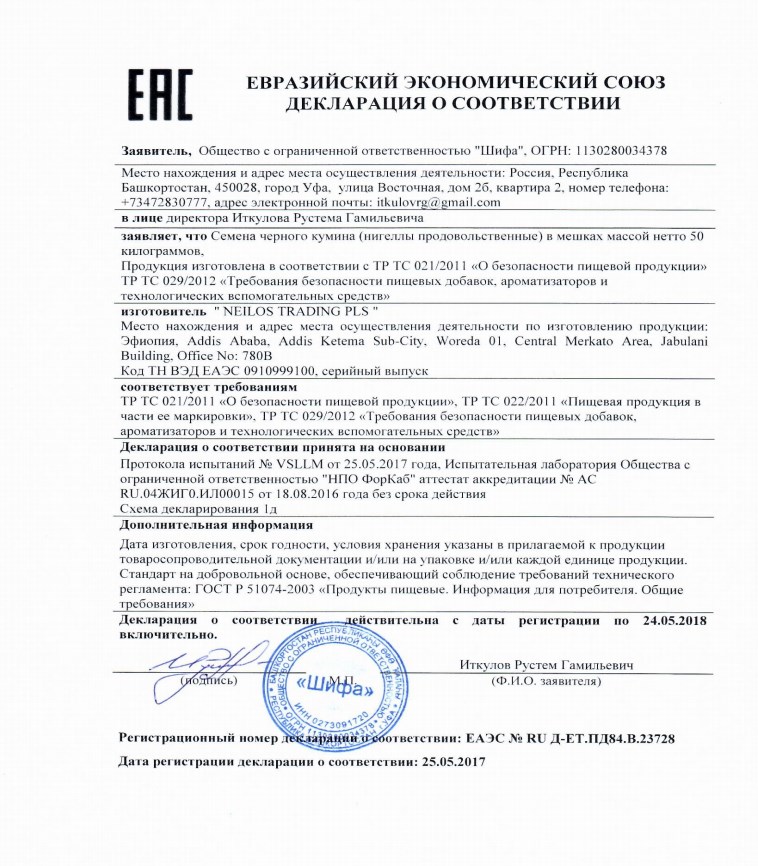 ЕАС
ЕВРАЗИЙСКИЙ ЭКОНОМИЧЕСКИЙ СОЮЗ
ДЕКЛАРАЦИЯ О СООТВЕТСТВИИ
Заявитель, Общество с ограниченной ответственностью "Шифа", ОГРН: 1130280034378
Место нахождения и адрес места осуществления деятельности: Россия, Республика
Башкортостан, 450028, город Уфа, улица Восточная, дом 2б, квартира 2, номер телефона:
+73472830777, адрес электронной почты: itkulovrg@gmail.com
в лице директора Иткулова Рустема Гамильевича
заявляет, что Семена черного кумина (нигеллы продовольственные) в мешках массой нетто 50
килограммов,
Продукция изготовлена в соответствии с ТР ТС 021/2011 «О безопасности пищевой продукции»
ТР ТС 029/2012 «Требования безопасности пищевых добавок, ароматизаторов и
технологических вспомогательных средств»
изготовитель " NEILOS TRADING PLS "
Место нахождения и адрес места осуществления деятельности по изготовлению продукции:
Эфиопия, Addis Ababa, Addis Ketema Sub-City, Woreda 01, Central Merkato Area, Jabulani
Building, Office No: 780B
Код ТН ВЭД ЕАЭС 0910999100, серийный выпуск
соответствует требованиям
ТР ТС 021/2011 «О безопасности пищевой продукции», ТР ТС 022/2011 «Пищевая продукция в
части ее маркировки», ТР ТС 029/2012 «Требования безопасности пищевых добавок,
ароматизаторов и технологических вспомогательных средств»
Декларация о соответствии принята на основании
Протокола испытаний № VSLLM от 25.05.2017 года, Испытательная лаборатория Общества с
ограниченной ответственностью "НПО ФорКаб" аттестат аккредитации № АС
RU.04ЖИГ0.ИЛ00015 от 18.08.2016 года без срока действия
Схема декларирования 1д
Дополнительная информация
Дата изготовления, срок годности, условия хранения указаны в прилагаемой к продукции
товаросопроводительной документации и/или на упаковке и/или каждой единице продукции.
Стандарт на добровольной основе, обеспечивающий соблюдение требований технического
регламента: ГОСТ Р 51074-2003 «Продукты пищевые. Информация для потребителя. Общие
требования»
Декларация о соответствии действительна с даты регистрации по 24.05.2018
включительно.
Иткулов Рустем Гамильевич
(подпись) М.П. (Ф.И.О. заявителя)
«Шифа»
ИНН 0273091720
ОГРН 1130280034378
Регистрационный номер декларации о соответствии: ЕАЭС № RU Д-ET.ПД84.В.23728
Дата регистрации декларации о соответствии: 25.05.2017